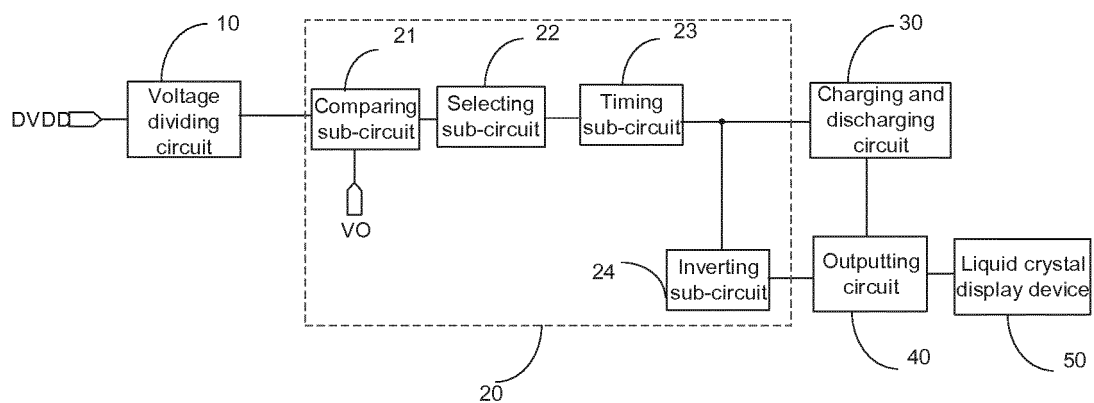 10
21
22
23
30
DVDD
Voltage
dividing
circuit
Comparing
sub-circuit
Selecting
sub-circuit
Timing
sub-circuit
Charging and
discharging
circuit
VO
24
Inverting
sub-circuit
Outputting
circuit
Liquid crystal
display device
20
40
50